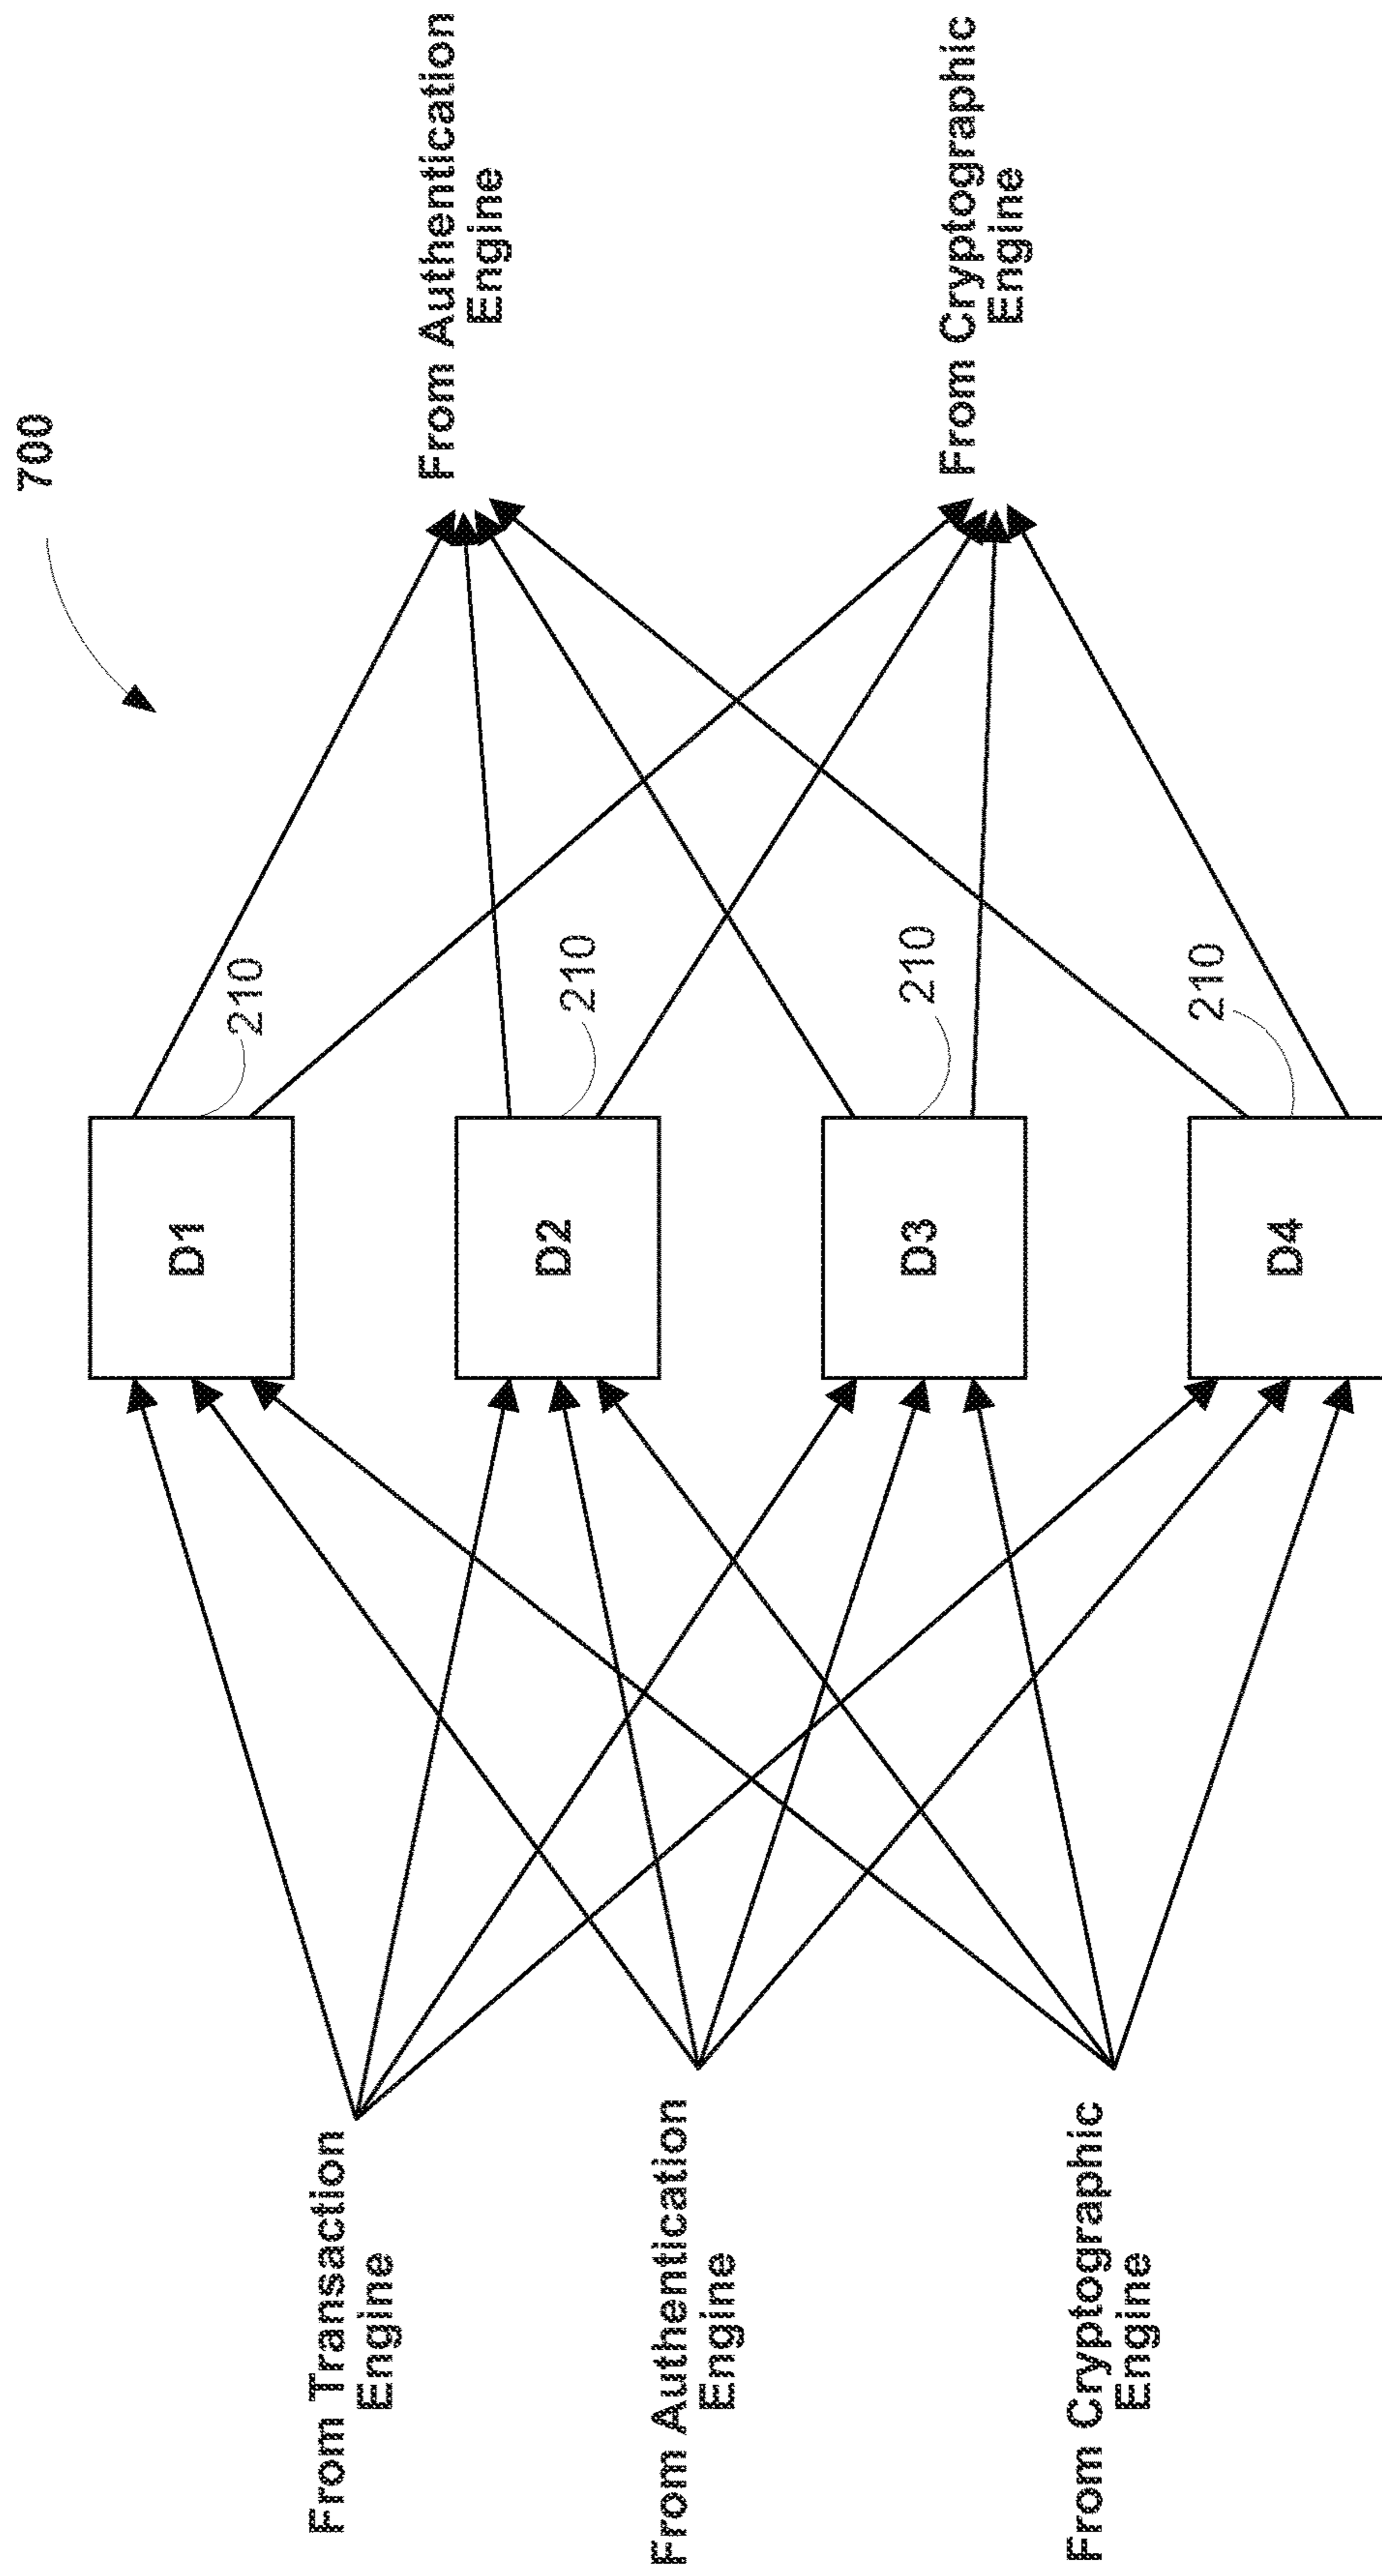 700
From Transaction
Engine
From Authentication
Engine
From Cryptographic
Engine
D1
210
D2
210
D3
210
D4
210
From Authentication
Engine
From Cryptographic
Engine